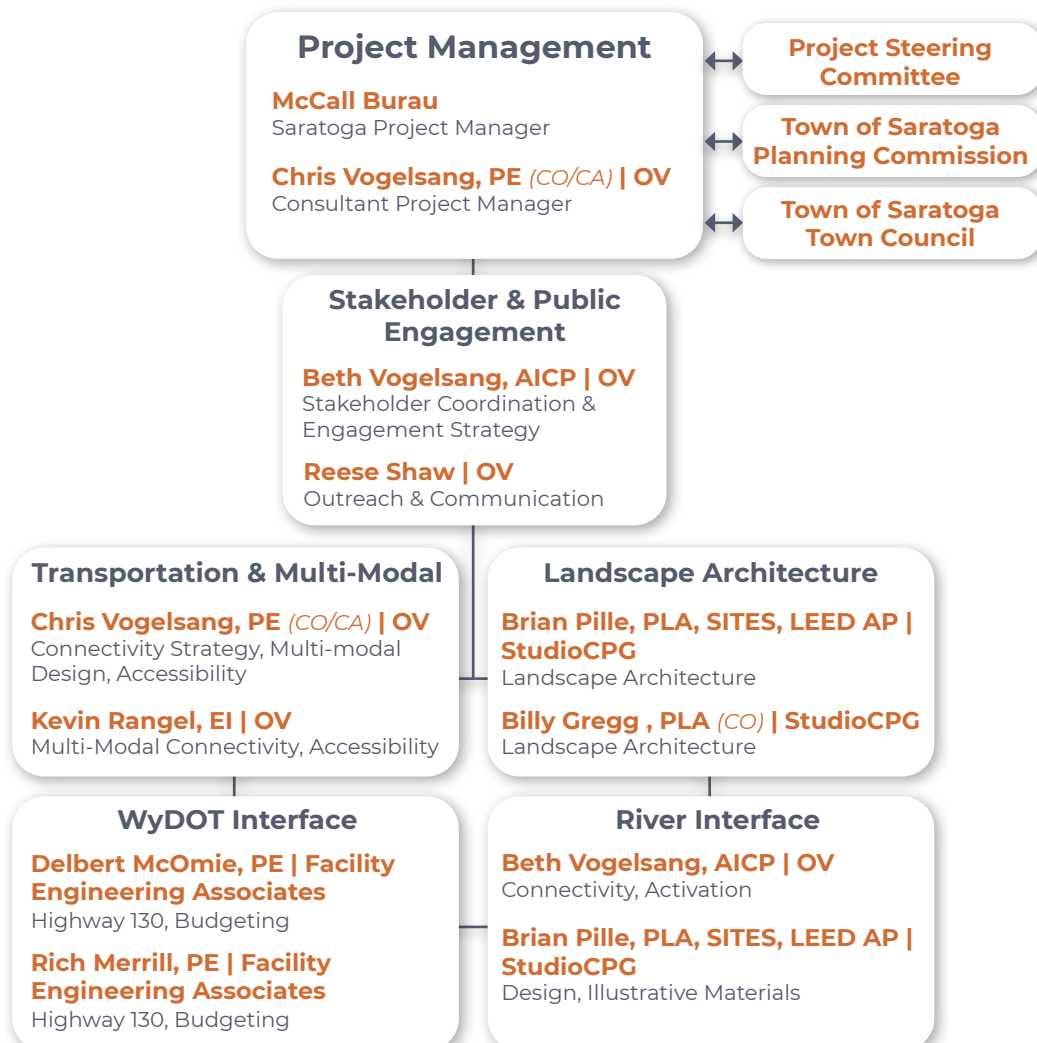 Project Management
McCall Burau
Saratoga Project Manager
Chris Vogelsang, PE (CO/CA) | OV
Consultant Project Manager
Project Steering
Committee
Town of Saratoga
Planning Commission
Town of Saratoga
Town Council
Stakeholder & Public
Engagement
Beth Vogelsang, AICP | OV
Stakeholder Coordination &
Engagement Strategy
Reese Shaw | OV
Outreach & Communication
Transportation & Multi-Modal
Chris Vogelsang, PE (CO/CA) | OV
Connectivity Strategy, Multi-modal
Design, Accessibility
Kevin Rangel, EI | OV
Multi-Modal Connectivity, Accessibility
Landscape Architecture
Brian Pille, PLA, SITES, LEED AP |
StudioCPG
Landscape Architecture
Billy Gregg , PLA (CO) | StudioCPG
Landscape Architecture
WyDOT Interface
Delbert McOmie, PE | Facility
Engineering Associates
Highway 130, Budgeting
Rich Merrill, PE | Facility
Engineering Associates
Highway 130, Budgeting
River Interface
Beth Vogelsang, AICP | OV
Connectivity, Activation
Brian Pille, PLA, SITES, LEED AP |
StudioCPG
Design, Illustrative Materials